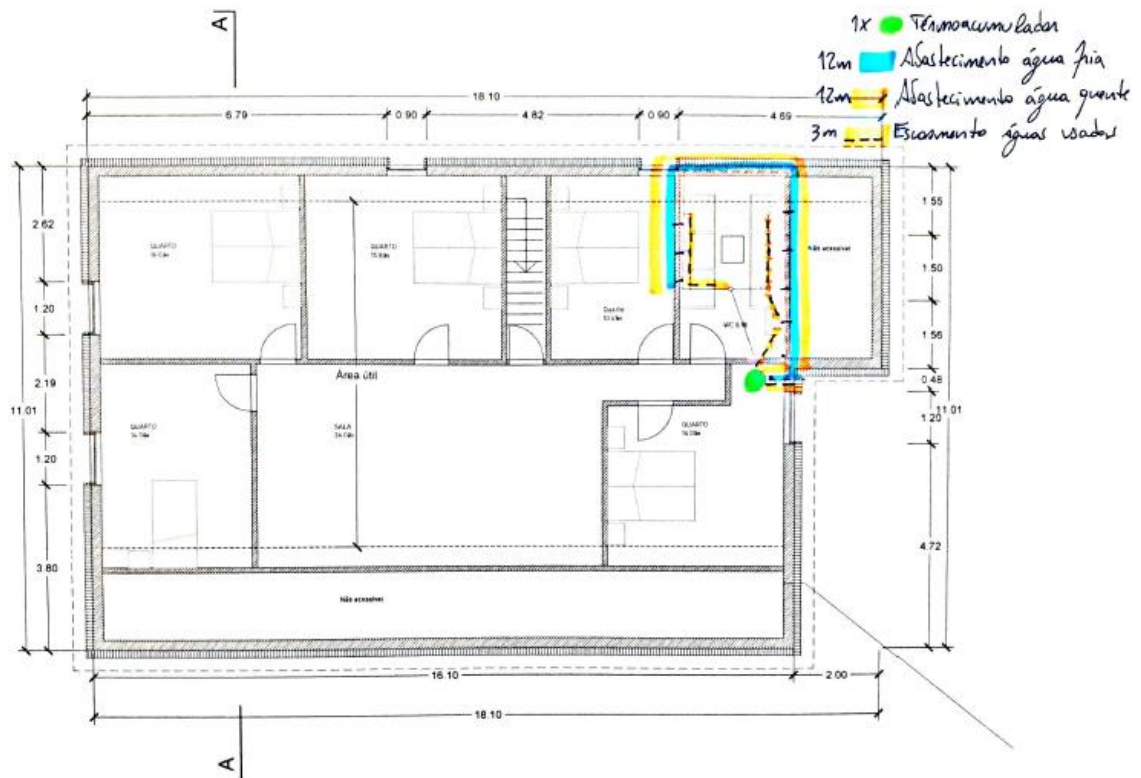 A
1x Termoacumulador
12m Abastecimento água fria
12m Abastecimento água quente
3m Escoamento águas usadas
18.10
6.79 0.90 4.82 0.90 4.69
11.01
2.62
1.20
2.19
1.20
3.80
QUARTO
QUARTO
Quarto
Não acessível
WC
1.55
1.50
1.56
0.48
1.20
4.72
11.01
Área útil
QUARTO
SALA
QUARTO
Não acessível
16.10 2.00
18.10
A